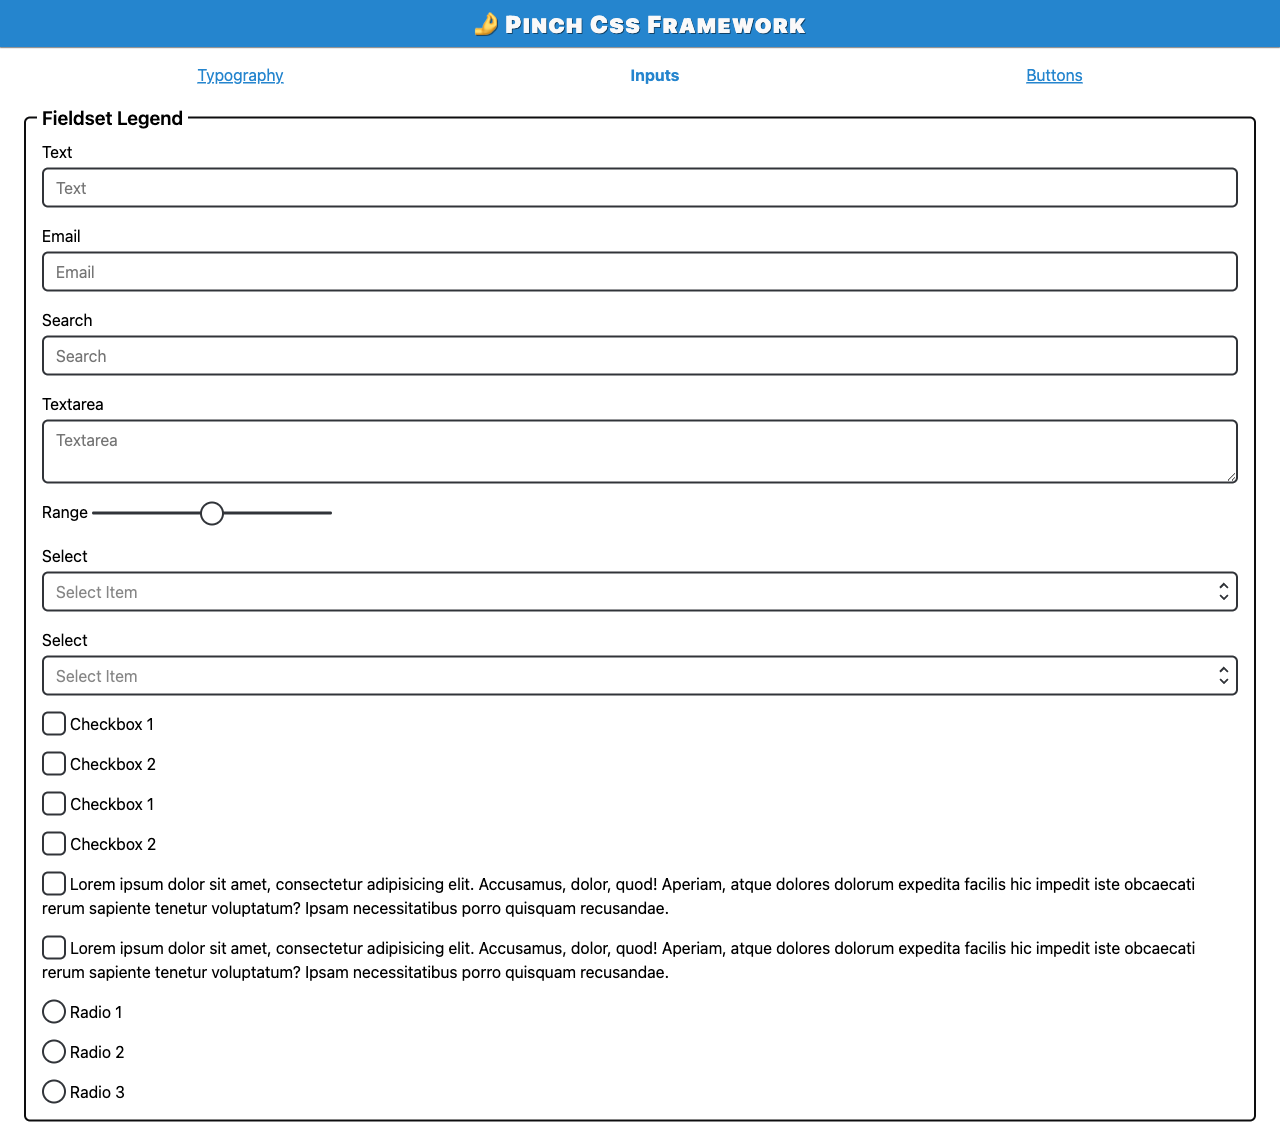 🤌 Pinch Css Framework
Typography
Inputs
Buttons
Fieldset Legend
Text
Text
Email
Email
Search
Search
Textarea
Textarea
Range
Select
Select Item
Select
Select Item
Checkbox 1
Checkbox 2
Checkbox 1
Checkbox 2
Lorem ipsum dolor sit amet, consectetur adipisicing elit. Accusamus, dolor, quod! Aperiam, atque dolores dolorum expedita facilis hic impedit iste obcaecati
rerum sapiente tenetur voluptatum? Ipsam necessitatibus porro quisquam recusandae.
Lorem ipsum dolor sit amet, consectetur adipisicing elit. Accusamus, dolor, quod! Aperiam, atque dolores dolorum expedita facilis hic impedit iste obcaecati
rerum sapiente tenetur voluptatum? Ipsam necessitatibus porro quisquam recusandae.
Radio 1
Radio 2
Radio 3